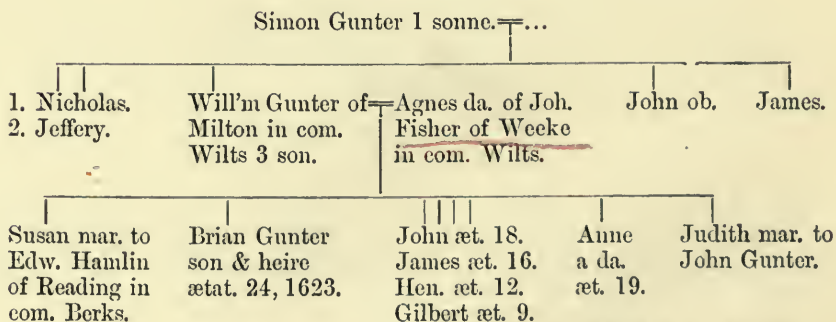 Simon Gunter 1 sonne.=...
1. Nicholas.
2. Jeffery.
Will'm Gunter of=Agnes da. of Joh.
Milton in com.
Wilts 3 son.
Fisher of Weeke
in com. Wilts.
John ob.
James.
Susan mar. to
Edw. Hamlin
of Reading in
com. Berks.
Brian Gunter
son & heire
ætat. 24, 1623.
John æt. 18.
James æt. 16.
Hen. æt. 12.
Gilbert æt. 9.
Anne
a da.
æt. 19.
Judith mar. to
John Gunter.